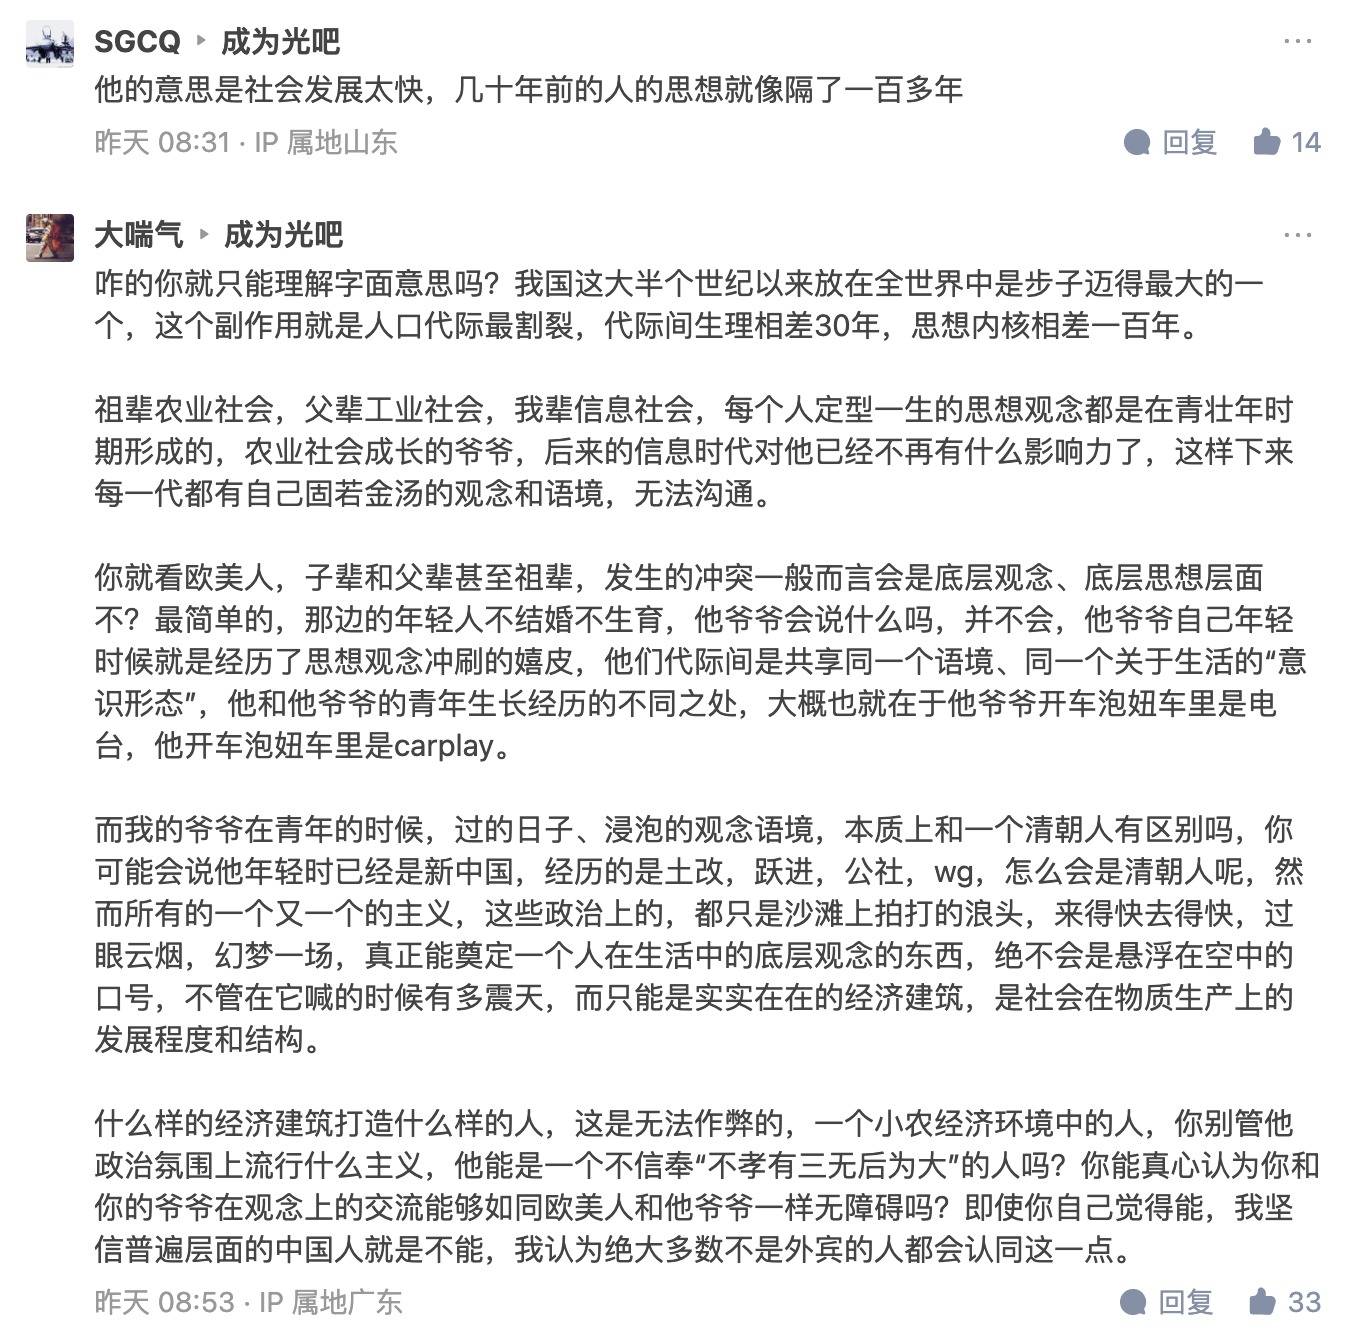 SGCQ ▸ 成为光吧
他的意思是社会发展太快，几十年前的人的思想就像隔了一百多年
昨天 08:31 · IP 属地山东 回复 14
大喘气 ▸ 成为光吧
咋的你就只能理解字面意思吗？我国这大半个世纪以来放在全世界中是步子迈得最大的一
个，这个副作用就是人口代际最割裂，代际间生理相差30年，思想内核相差一百年。
祖辈农业社会，父辈工业社会，我辈信息社会，每个人定型一生的思想观念都是在青壮年时
期形成的，农业社会成长的爷爷，后来的信息时代对他已经不再有什么影响力了，这样下来
每一代都有自己固若金汤的观念和语境，无法沟通。
你就看欧美人，子辈和父辈甚至祖辈，发生的冲突一般而言会是底层观念、底层思想层面
不？最简单的，那边的年轻人不结婚不生育，他爷爷会说什么吗，并不会，他爷爷自己年轻
时候就是经历了思想观念冲刷的嬉皮，他们代际间是共享同一个语境、同一个关于生活的“意
识形态”，他和他爷爷的青年生长经历的不同之处，大概也就在于他爷爷开车泡妞车里是电
台，他开车泡妞车里是carplay。
而我的爷爷在青年的时候，过的日子、浸泡的观念语境，本质上和一个清朝人有区别吗，你
可能会说他年轻时已经是新中国，经历的是土改，跃进，公社，wg，怎么会是清朝人呢，然
而所有的一个又一个的主义，这些政治上的，都只是沙滩上拍打的浪头，来得快去得快，过
眼云烟，幻梦一场，真正能奠定一个人在生活中的底层观念的东西，绝不会是悬浮在空中的
口号，不管在它喊的时候有多震天，而只能是实实在在的经济建筑，是社会在物质生产上的
发展程度和结构。
什么样的经济建筑打造什么样的人，这是无法作弊的，一个小农经济环境中的人，你别管他
政治氛围上流行什么主义，他能是一个不信奉“不孝有三无后为大”的人吗？你能真心认为你和
你的爷爷在观念上的交流能够如同欧美人和他爷爷一样无障碍吗？即使你自己觉得能，我坚
信普遍层面的中国人就是不能，我认为绝大多数不是外宾的人都会认同这一点。
昨天 08:53 · IP 属地广东 回复 33